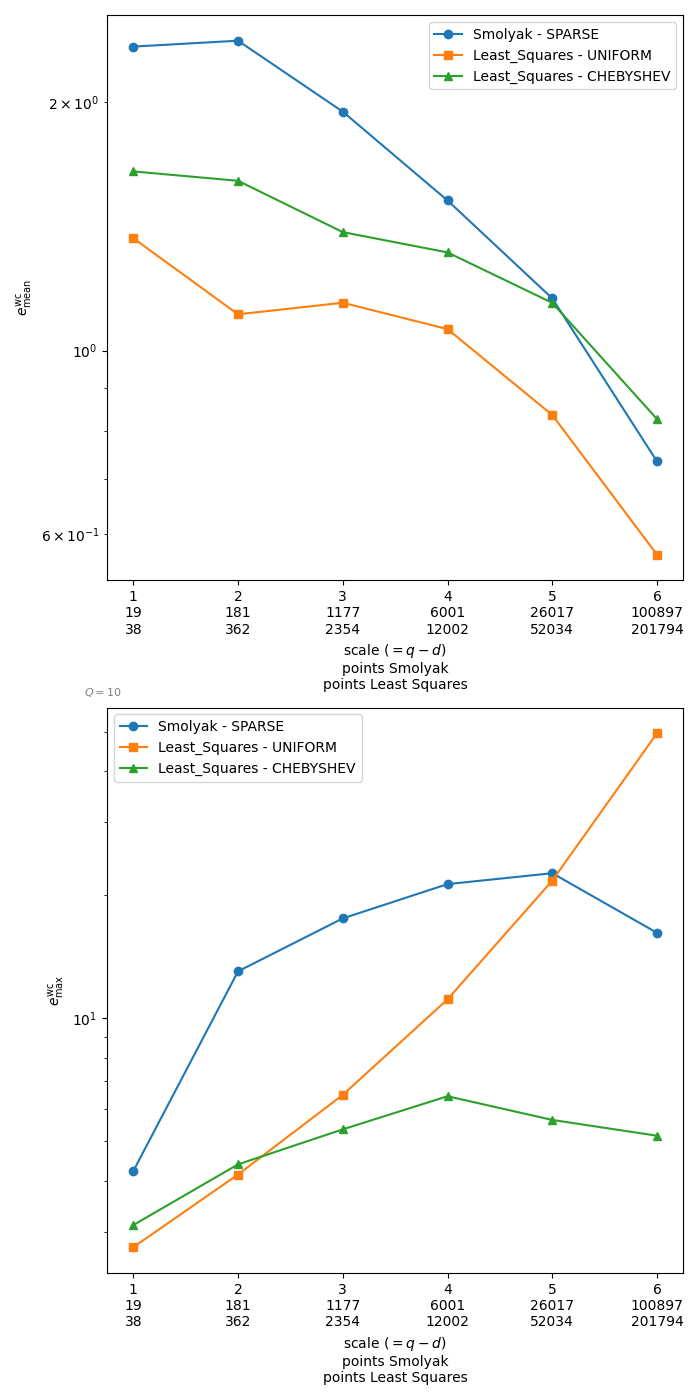 Smolyak - SPARSE
Least_Squares - UNIFORM
Least_Squares - CHEBYSHEV
2 × 10⁰
10⁰
6 × 10⁻¹
e^wc_mean
1 2 3 4 5 6
19 181 1177 6001 26017 100897
38 362 2354 12002 52034 201794
scale (= q − d)
points Smolyak
points Least Squares
Q = 10
Smolyak - SPARSE
Least_Squares - UNIFORM
Least_Squares - CHEBYSHEV
10¹
e^wc_max
1 2 3 4 5 6
19 181 1177 6001 26017 100897
38 362 2354 12002 52034 201794
scale (= q − d)
points Smolyak
points Least Squares